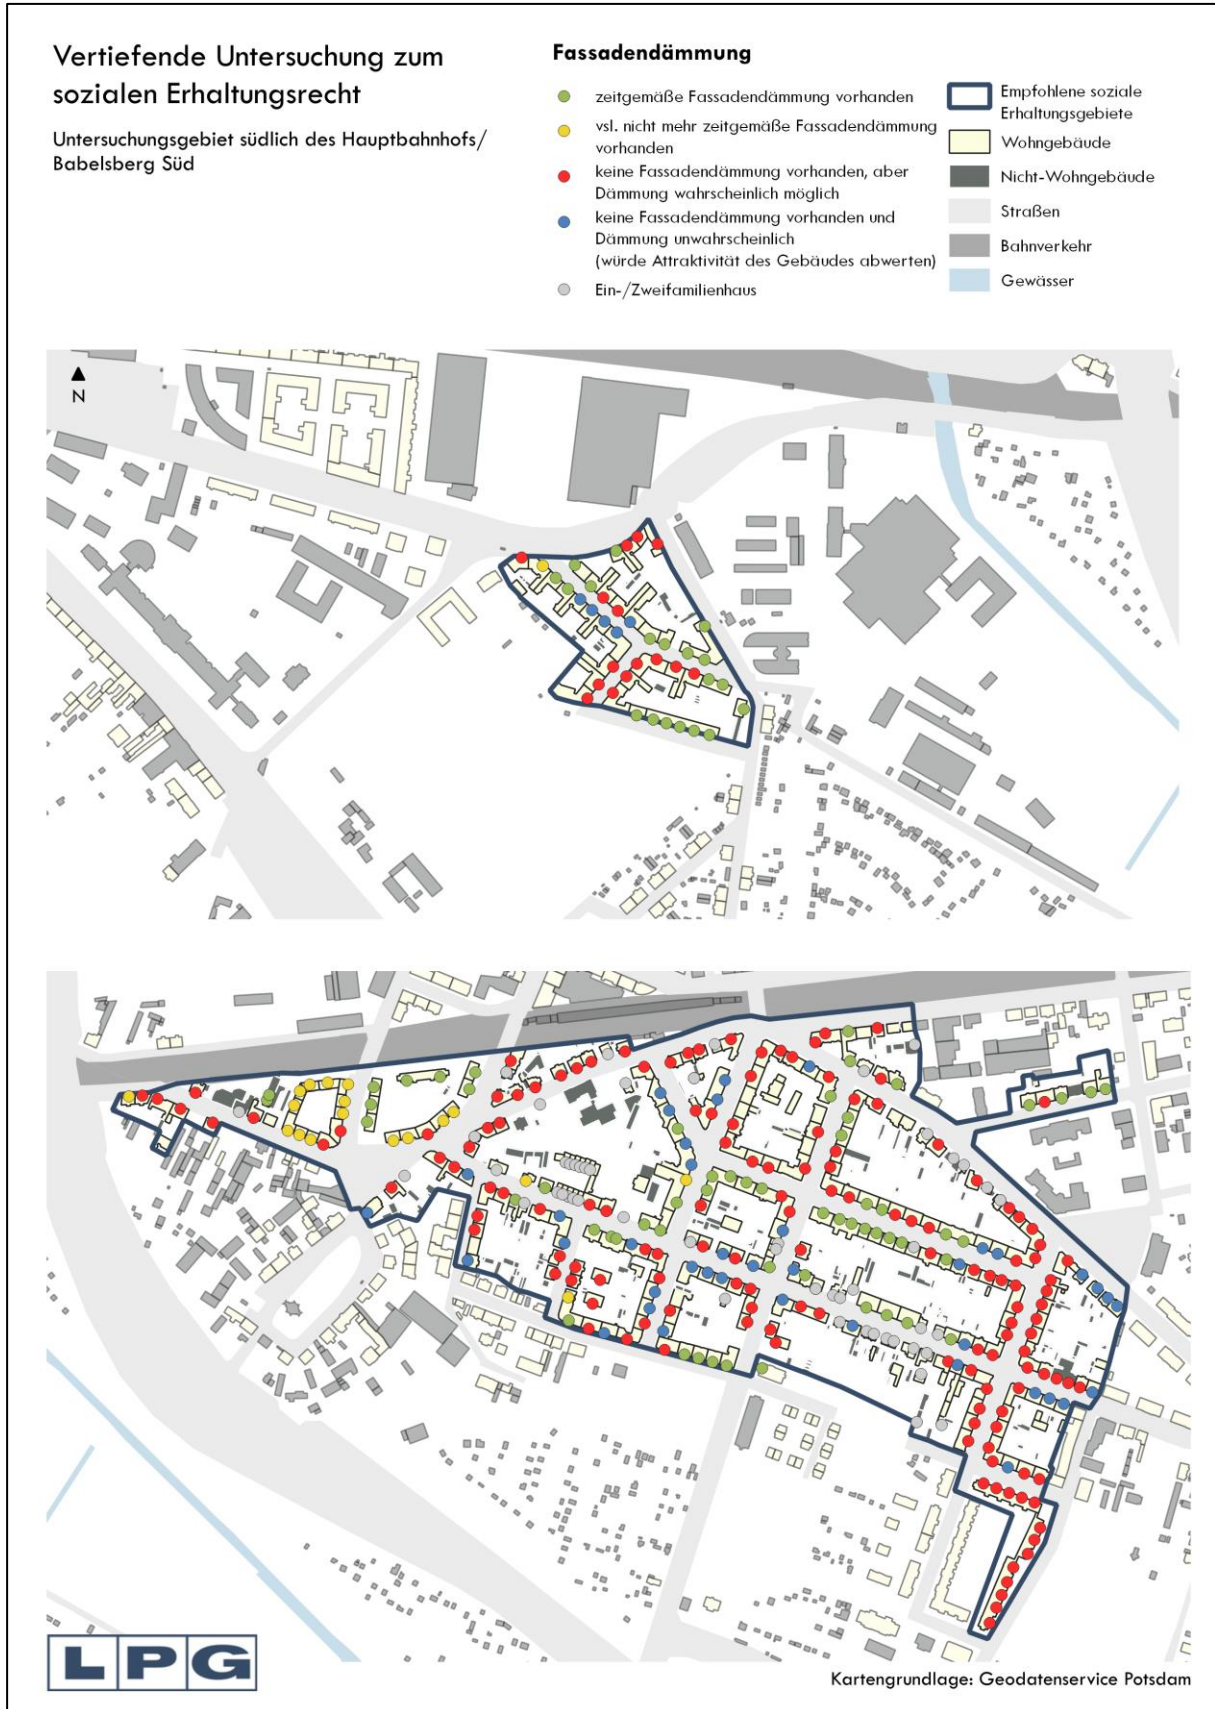 Vertiefende Untersuchung zum
sozialen Erhaltungsrecht
Untersuchungsgebiet südlich des Hauptbahnhofs/
Babelsberg Süd
Fassadendämmung
zeitgemäße Fassadendämmung vorhanden
vsl. nicht mehr zeitgemäße Fassadendämmung
vorhanden
keine Fassadendämmung vorhanden, aber
Dämmung wahrscheinlich möglich
keine Fassadendämmung vorhanden und
Dämmung unwahrscheinlich
(würde Attraktivität des Gebäudes abwerten)
Ein-/Zweifamilienhaus
Empfohlene soziale
Erhaltungsgebiete
Wohngebäude
Nicht-Wohngebäude
Straßen
Bahnverkehr
Gewässer
N
LPG
Kartengrundlage: Geodatenservice Potsdam